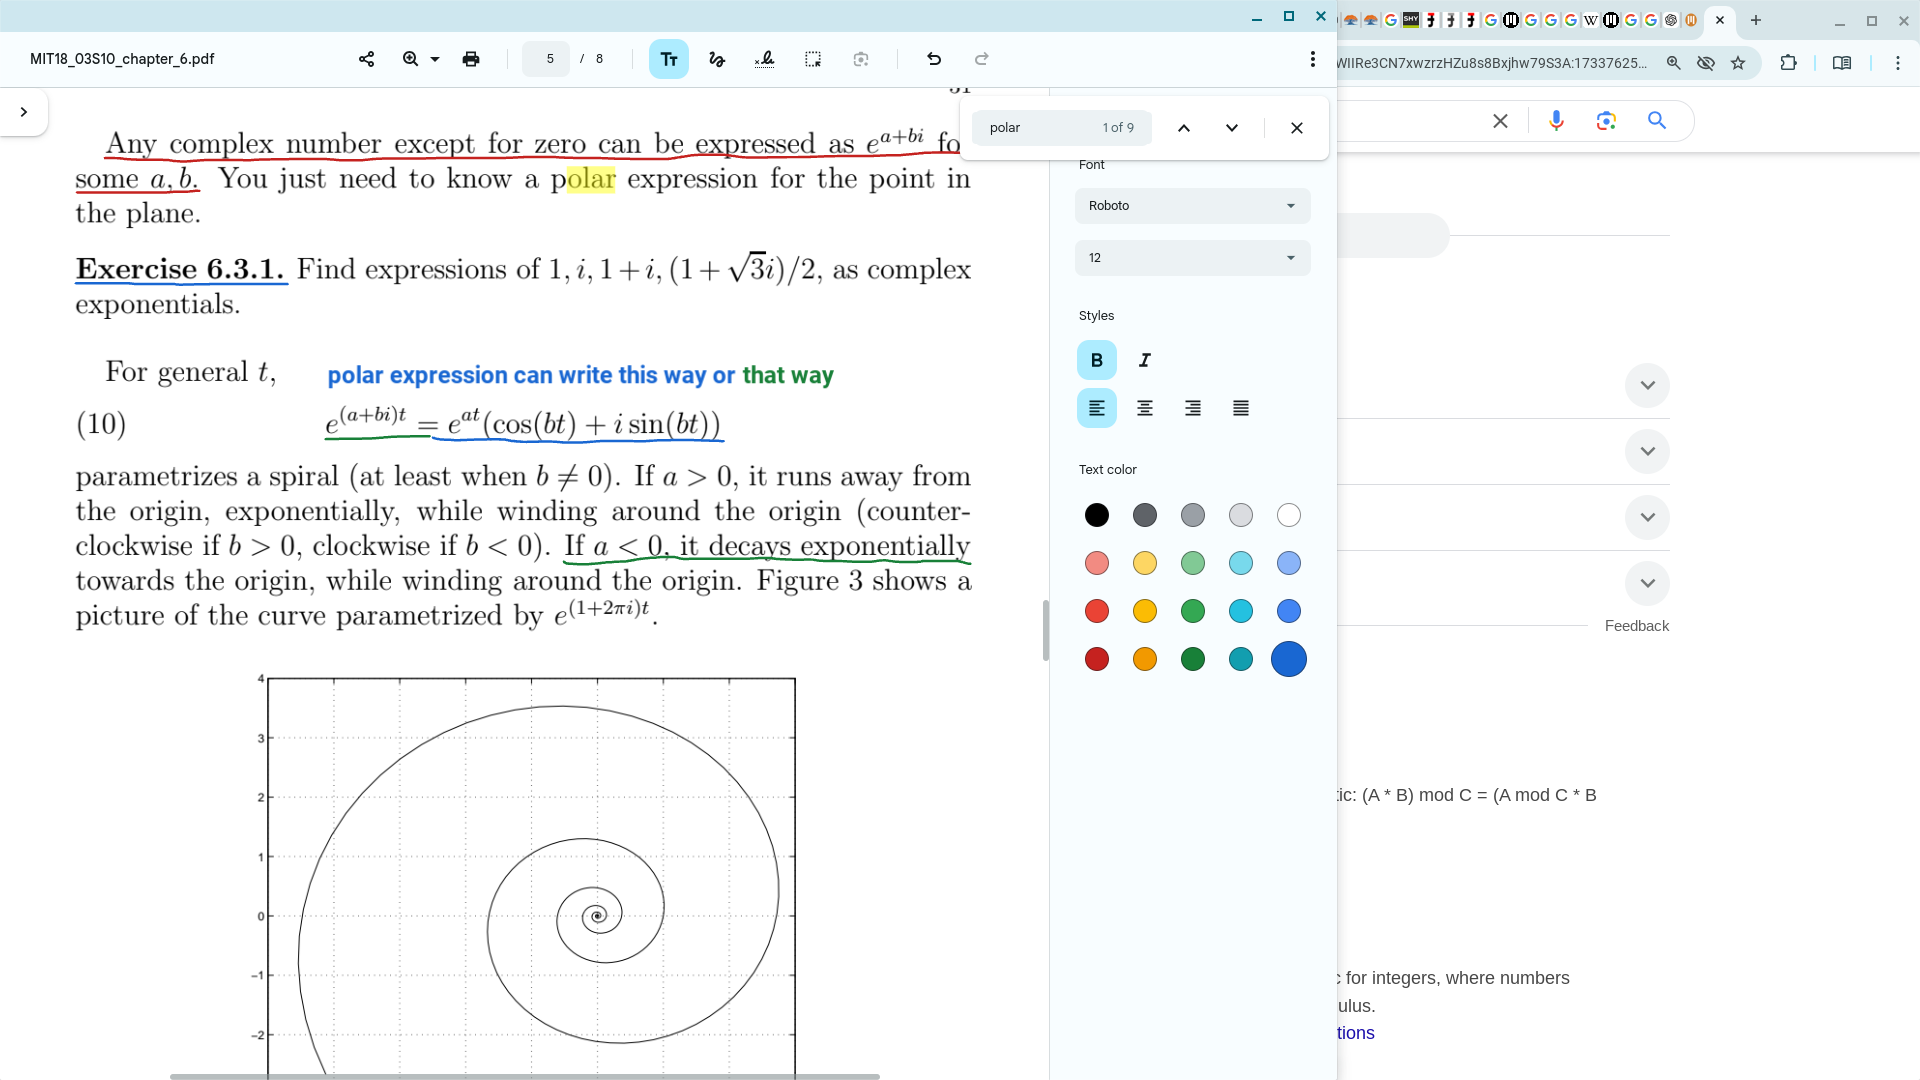 MIT18_03S10_chapter_6.pdf
5 / 8
WIIRe3CN7xwzrzHZu8s8Bxjhw79S3A:17337625...
polar 1 of 9
Any complex number except for zero can be expressed as e^{a+bi} fo
some a, b. You just need to know a polar expression for the point in
the plane.
Exercise 6.3.1. Find expressions of 1, i, 1 + i, (1 + √3i)/2, as complex
exponentials.
For general t,
polar expression can write this way or that way
(10) e^{(a+bi)t} = e^{at}(cos(bt) + i sin(bt))
parametrizes a spiral (at least when b ≠ 0). If a > 0, it runs away from
the origin, exponentially, while winding around the origin (counter-
clockwise if b > 0, clockwise if b < 0). If a < 0, it decays exponentially
towards the origin, while winding around the origin. Figure 3 shows a
picture of the curve parametrized by e^{(1+2πi)t}.
4
3
2
1
0
−1
−2
Font
Roboto
12
Styles
B I
Text color
SHY
W
Feedback
tic: (A * B) mod C = (A mod C * B
for integers, where numbers
ulus.
tions